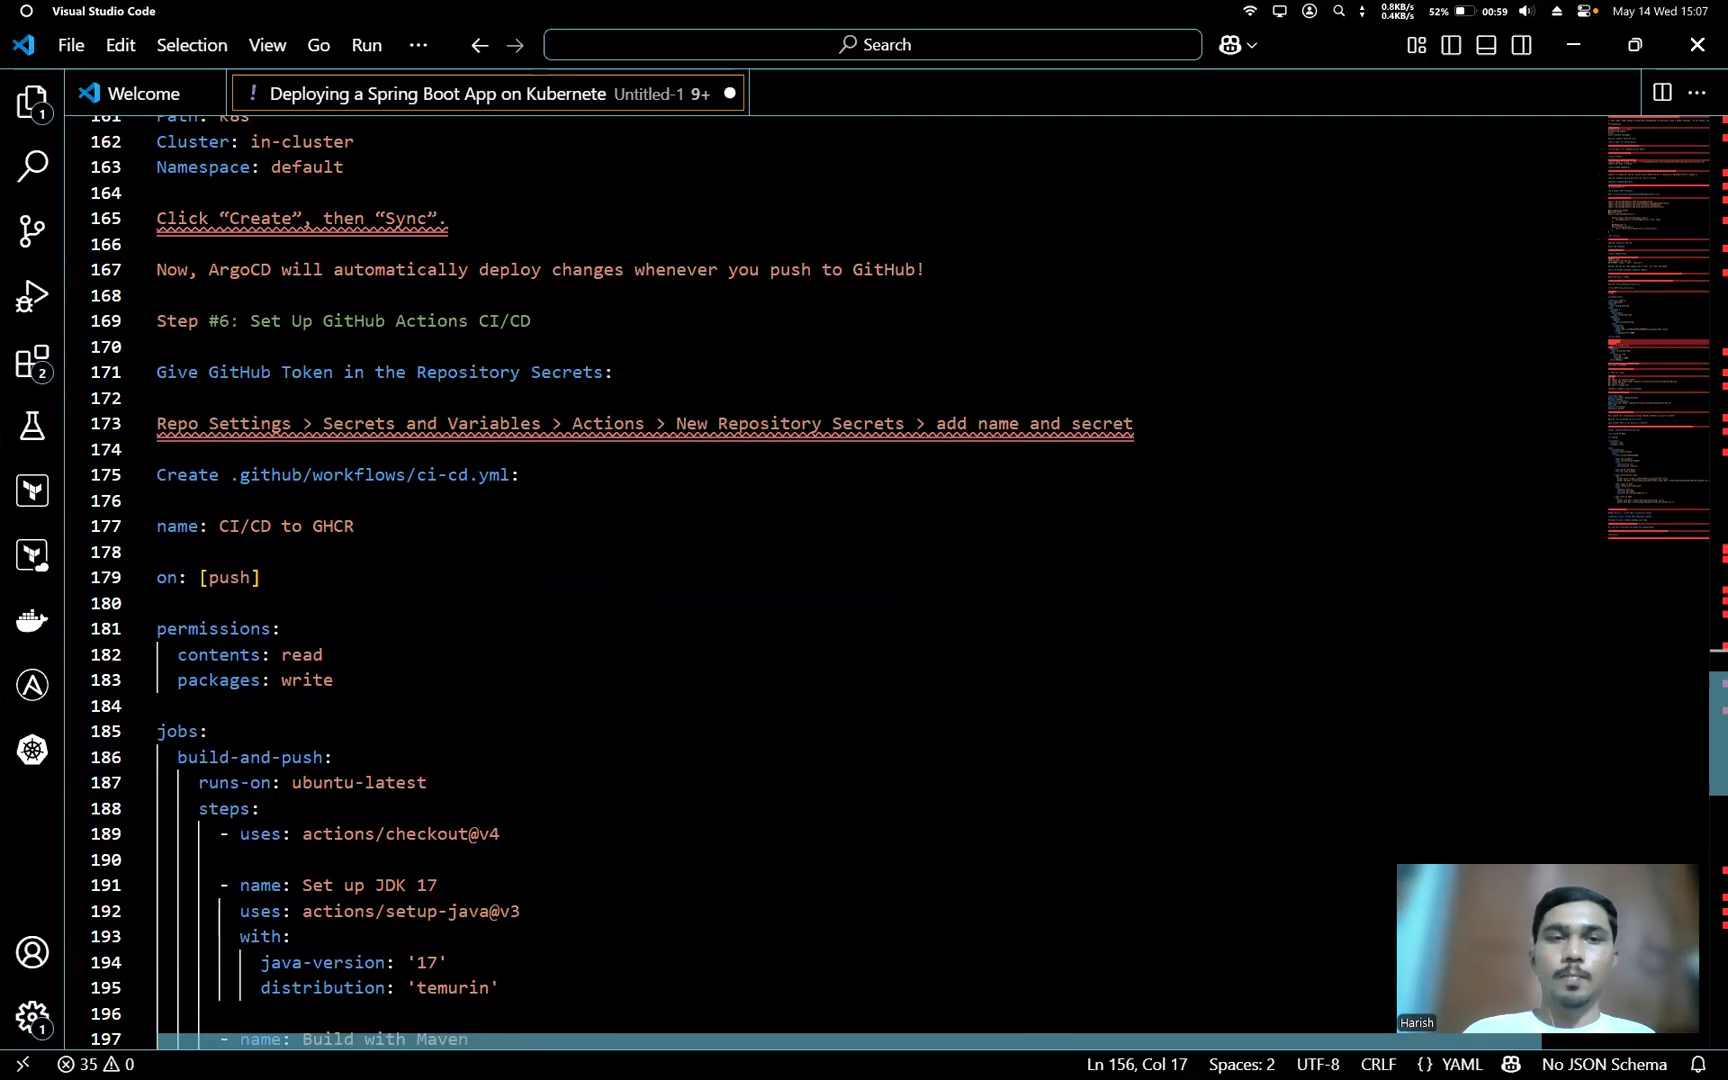 Visual Studio Code
0.8KB/s
0.4KB/s
52%
00:59
May 14 Wed 15:07
File Edit Selection View Go Run
Search
Welcome
! Deploying a Spring Boot App on Kubernete Untitled-1 9+
161 Path: k8s
162 Cluster: in-cluster
163 Namespace: default
164
165 Click “Create”, then “Sync”.
166
167 Now, ArgoCD will automatically deploy changes whenever you push to GitHub!
168
169 Step #6: Set Up GitHub Actions CI/CD
170
171 Give GitHub Token in the Repository Secrets:
172
173 Repo Settings > Secrets and Variables > Actions > New Repository Secrets > add name and secret
174
175 Create .github/workflows/ci-cd.yml:
176
177 name: CI/CD to GHCR
178
179 on: [push]
180
181 permissions:
182 contents: read
183 packages: write
184
185 jobs:
186 build-and-push:
187 runs-on: ubuntu-latest
188 steps:
189 - uses: actions/checkout@v4
190
191 - name: Set up JDK 17
192 uses: actions/setup-java@v3
193 with:
194 java-version: '17'
195 distribution: 'temurin'
196
197 - name: Build with Maven
1
2
1
Harish
35 0
Ln 156, Col 17
Spaces: 2
UTF-8
CRLF
{} YAML
No JSON Schema